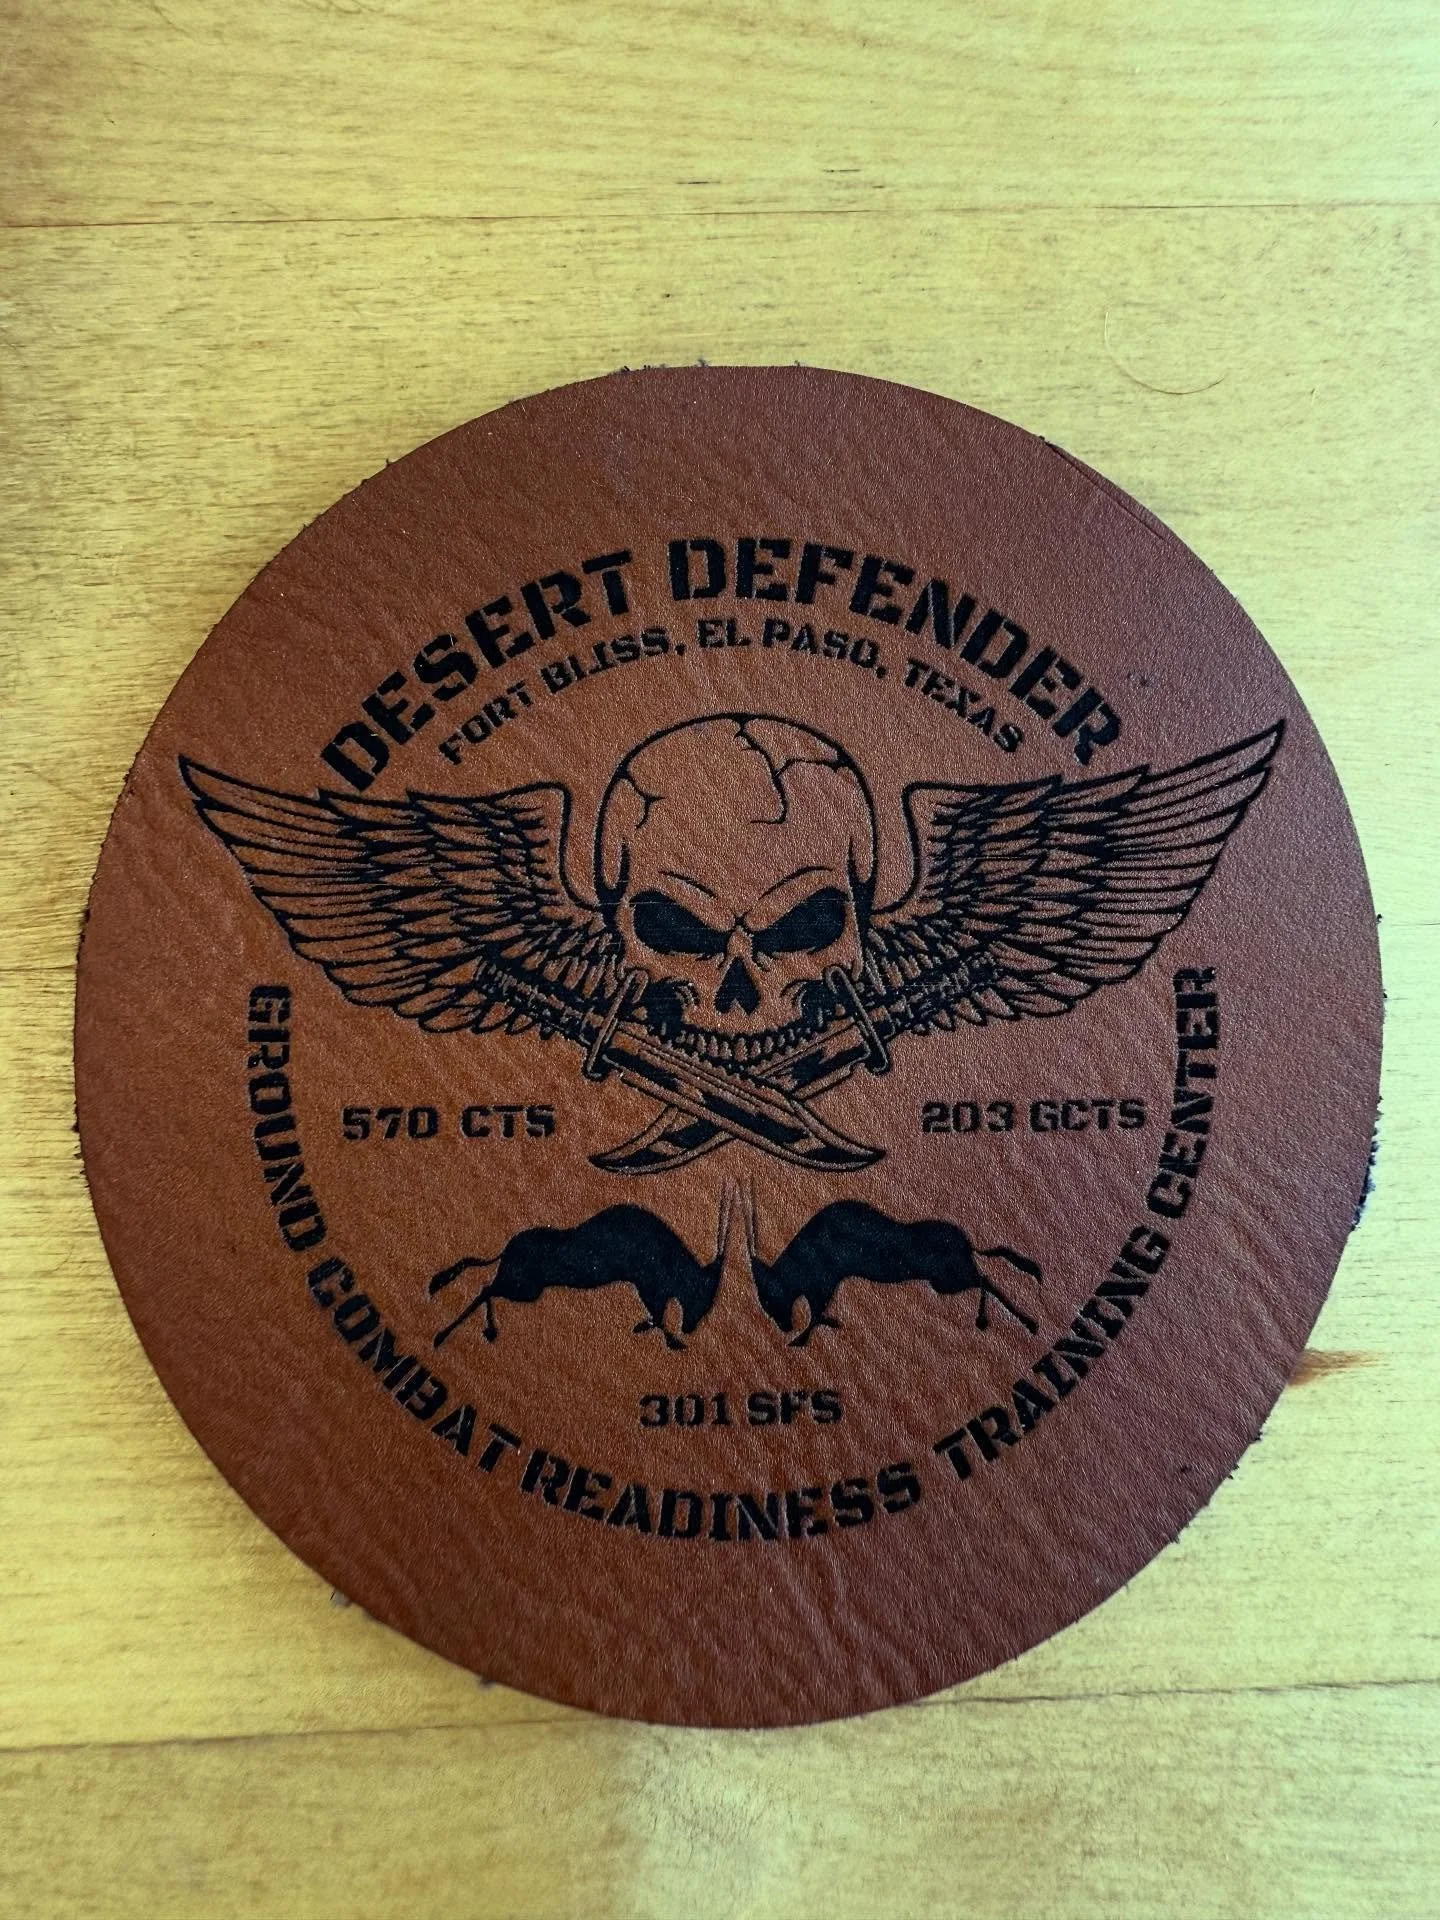 DESERT DEFENDER
FORT BLISS, EL PASO, TEXAS
570 CTS
203 GCTS
301 SFS
GROUND COMBAT READINESS TRAINING CENTER